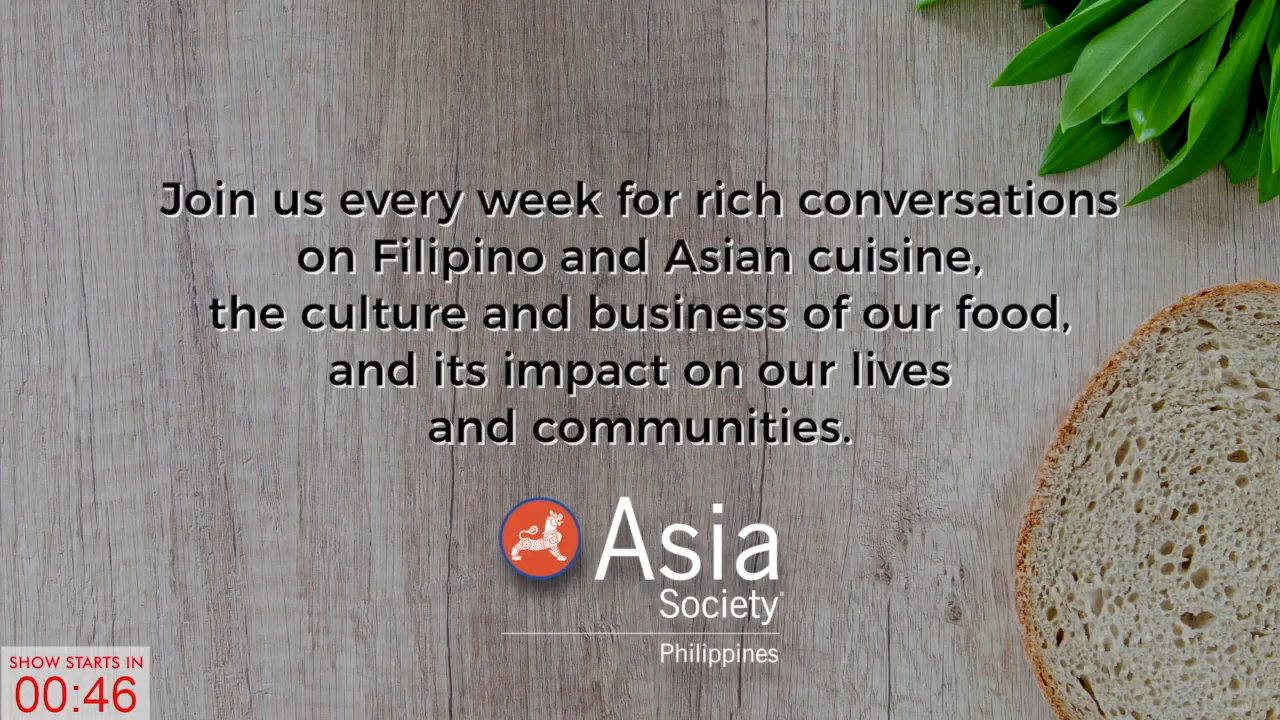 Join us every week for rich conversations
on Filipino and Asian cuisine,
the culture and business of our food,
and its impact on our lives
and communities.
Asia
Society
Philippines
SHOW STARTS IN
00:46